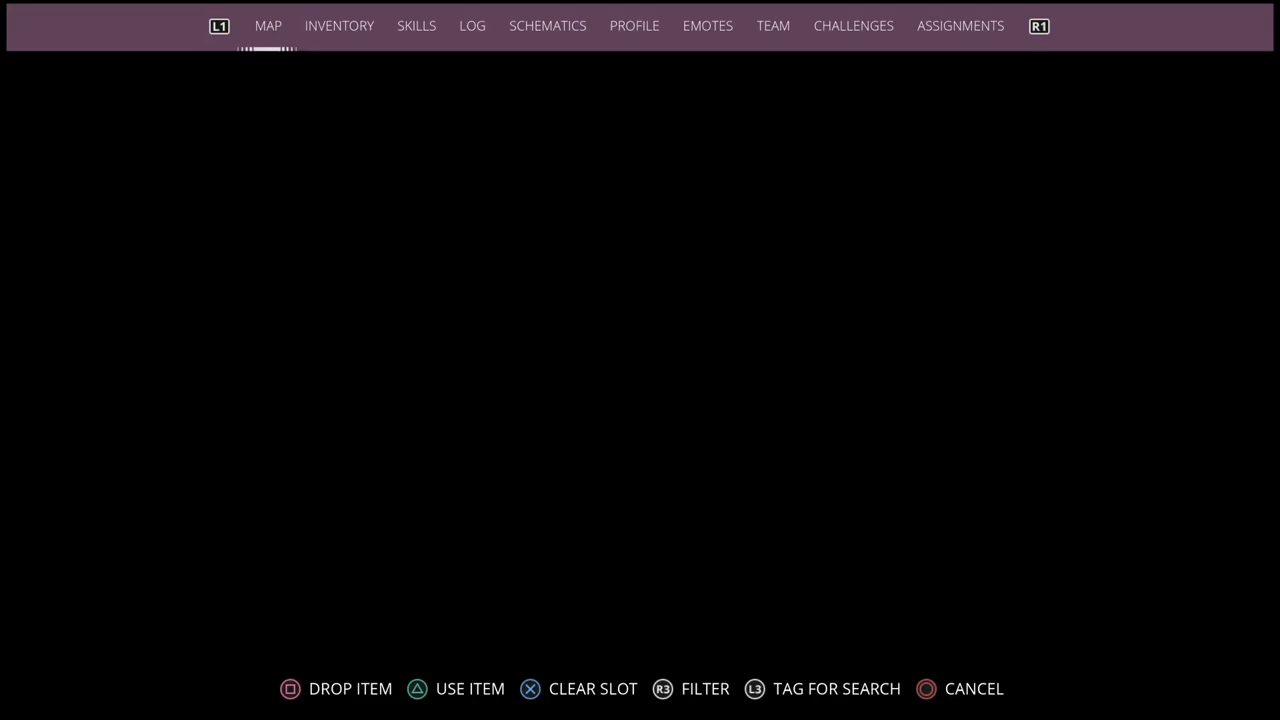 L1 MAP INVENTORY SKILLS LOG SCHEMATICS PROFILE EMOTES TEAM CHALLENGES ASSIGNMENTS R1
DROP ITEM USE ITEM CLEAR SLOT R3 FILTER L3 TAG FOR SEARCH CANCEL